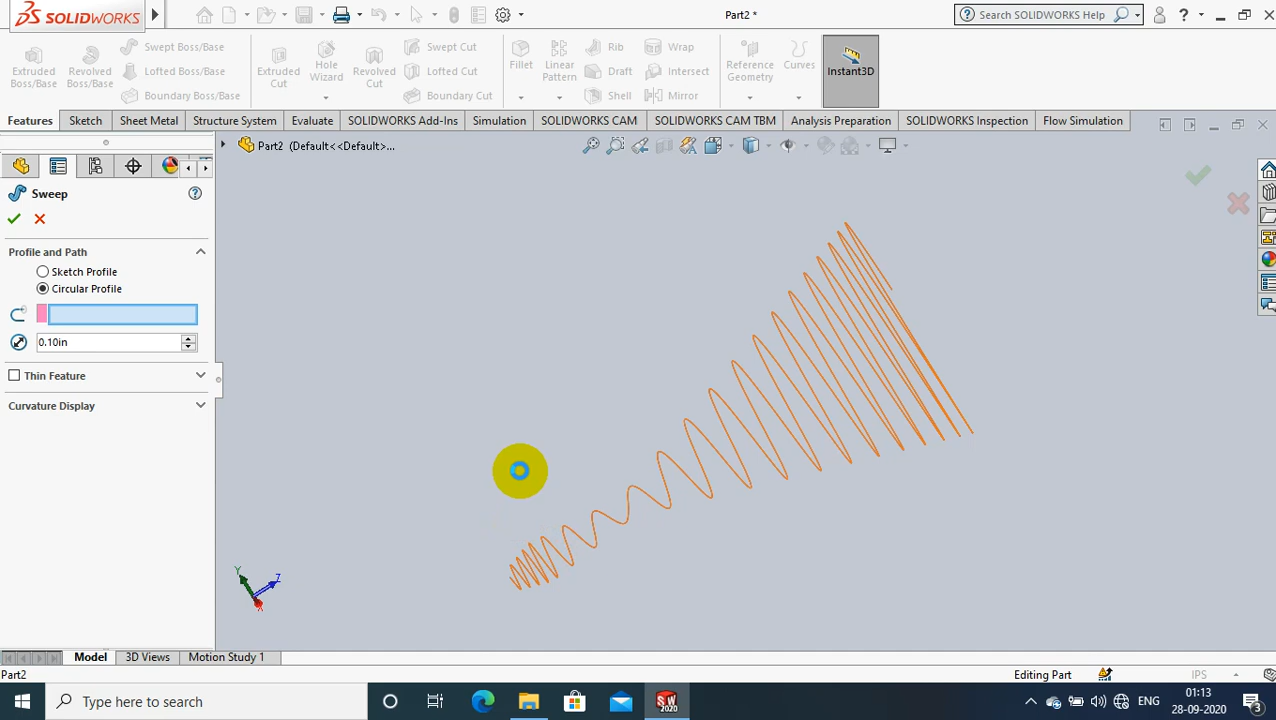 SOLIDWORKS
Part2 *
Search SOLIDWORKS Help
?
Extruded Boss/Base
Revolved Boss/Base
Swept Boss/Base
Lofted Boss/Base
Boundary Boss/Base
Extruded Cut
Hole Wizard
Revolved Cut
Swept Cut
Lofted Cut
Boundary Cut
Fillet
Linear Pattern
Rib
Draft
Shell
Wrap
Intersect
Mirror
Reference Geometry
Curves
Instant3D
Features
Sketch
Sheet Metal
Structure System
Evaluate
SOLIDWORKS Add-Ins
Simulation
SOLIDWORKS CAM
SOLIDWORKS CAM TBM
Analysis Preparation
SOLIDWORKS Inspection
Flow Simulation
Part2 (Default<<Default>...
Sweep
Profile and Path
Sketch Profile
Circular Profile
0.10in
Thin Feature
Curvature Display
Y
Z
X
Model
3D Views
Motion Study 1
Part2
Editing Part
IPS
Type here to search
SW
2020
ENG
01:13
28-09-2020
3